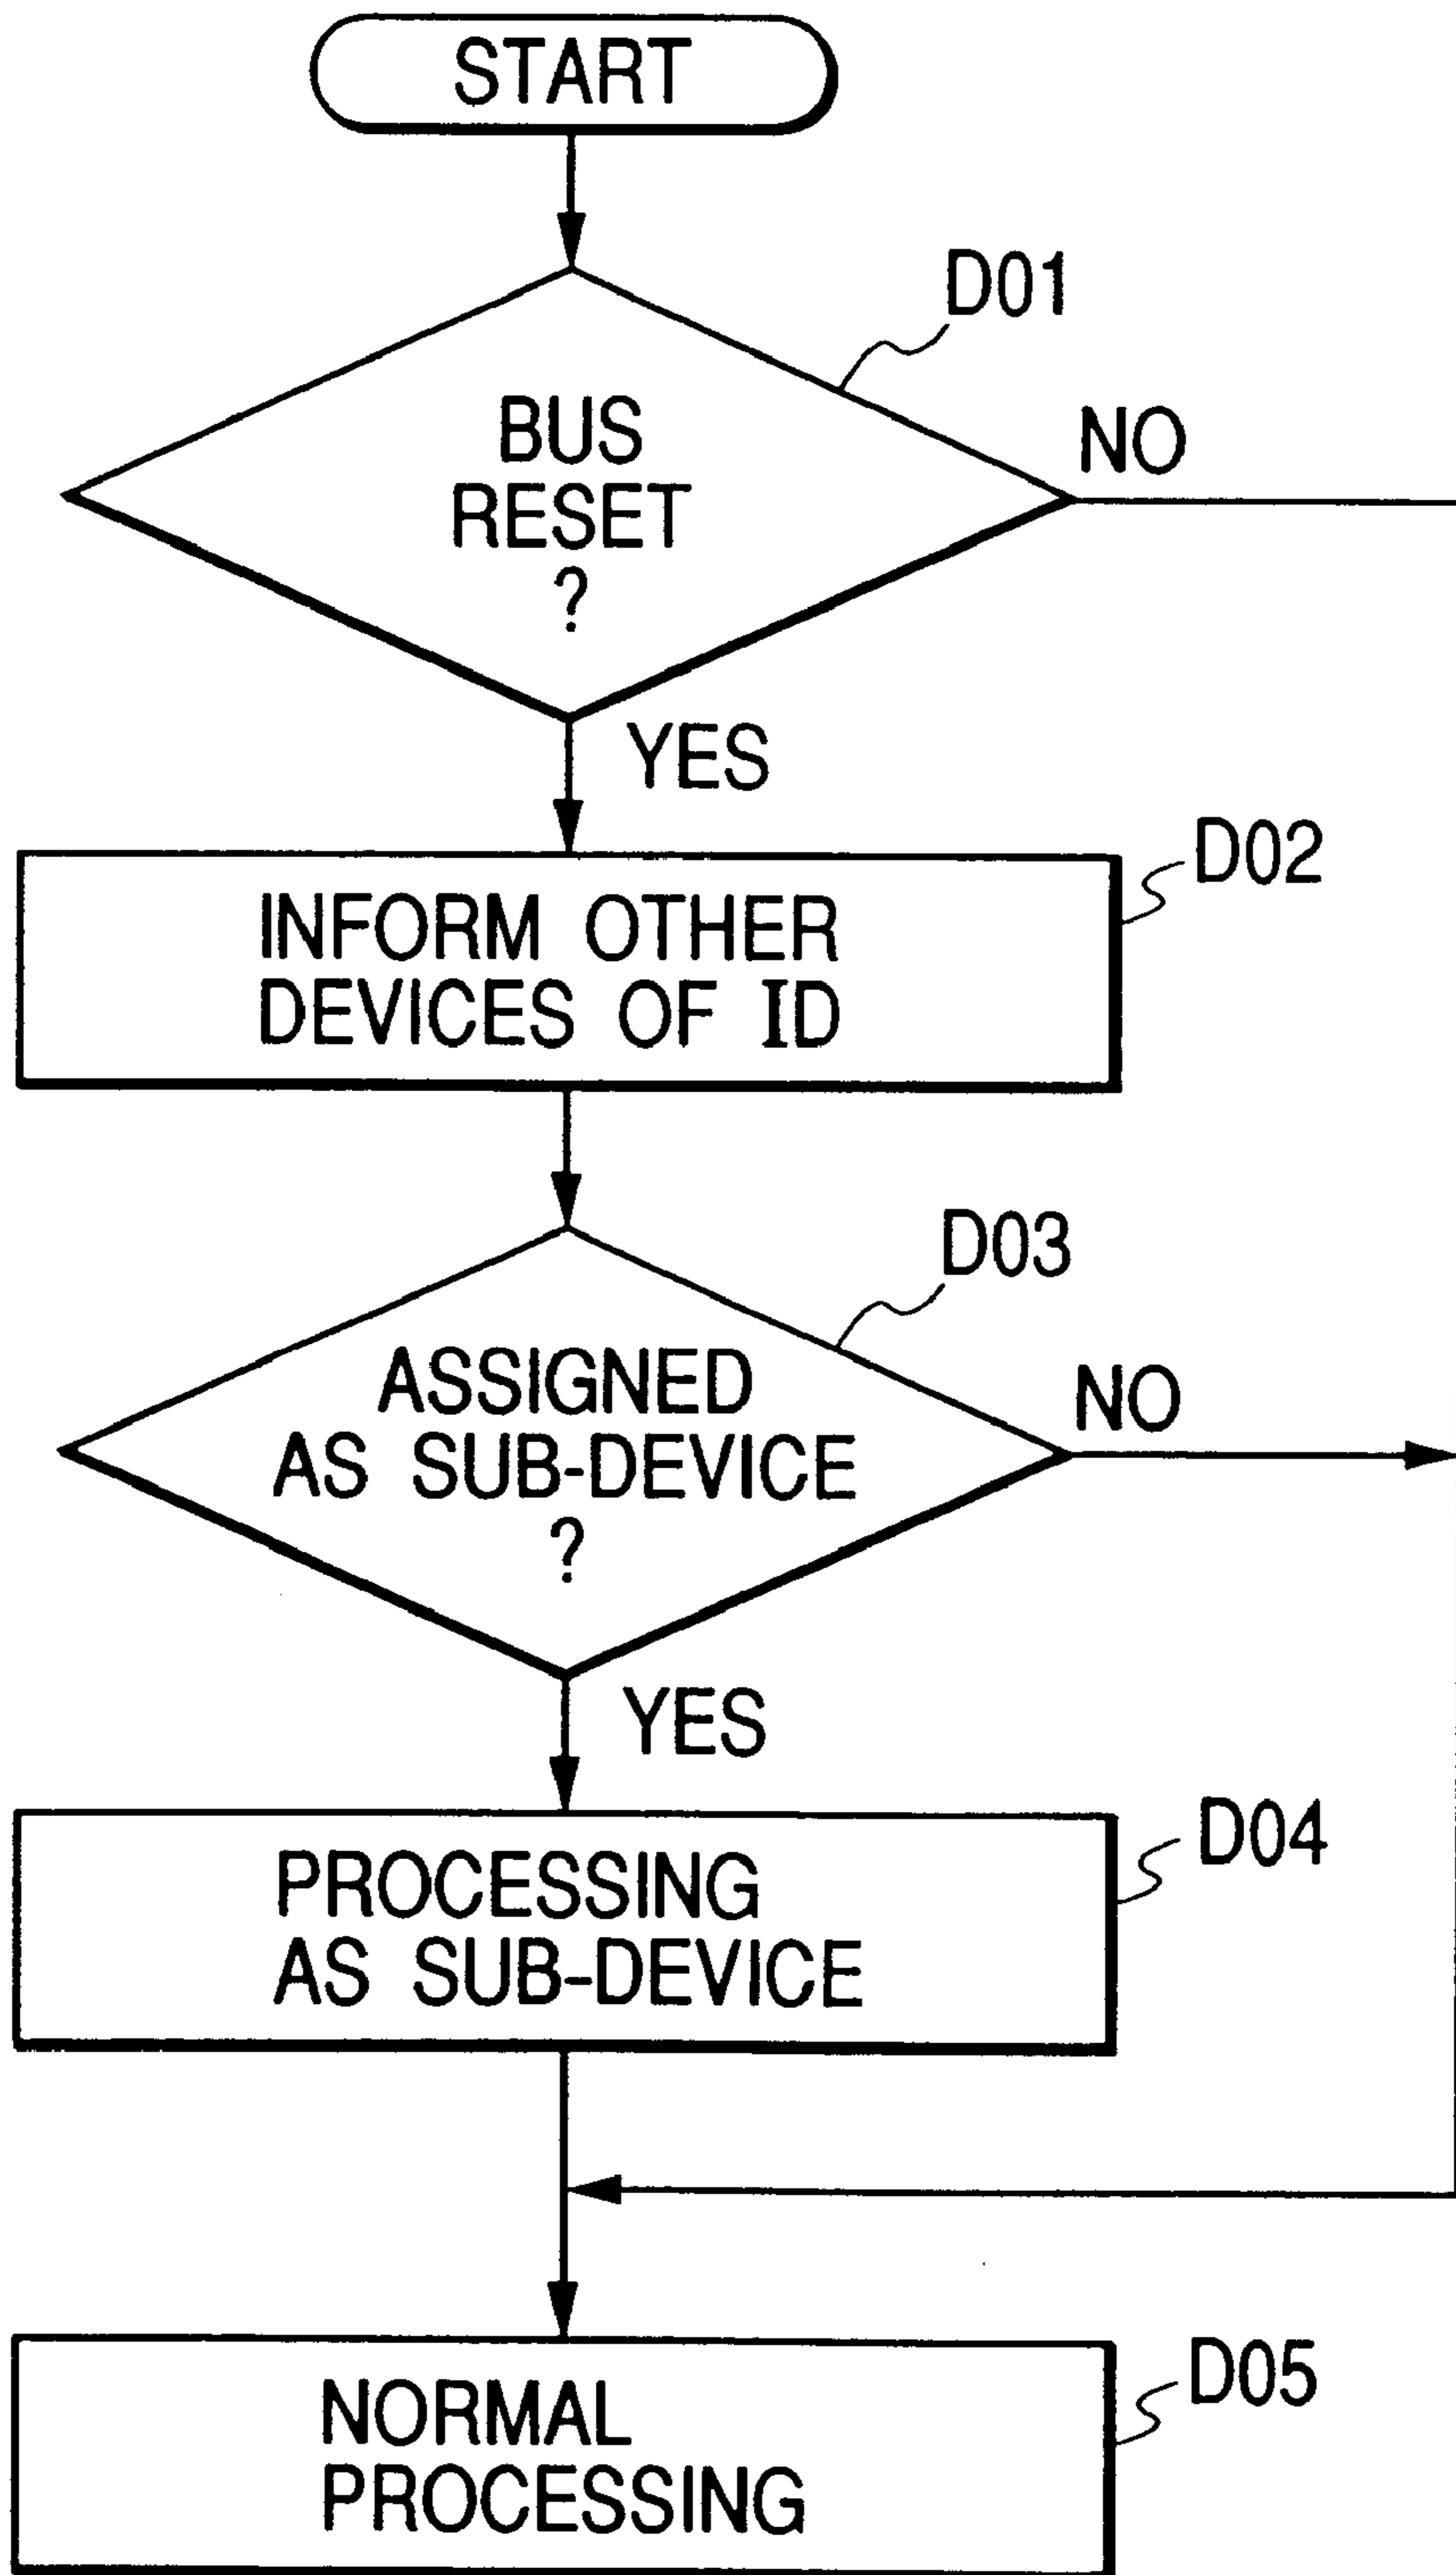 START
D01
BUS
RESET
?
NO
YES
D02
INFORM OTHER
DEVICES OF ID
D03
ASSIGNED
AS SUB-DEVICE
?
NO
YES
D04
PROCESSING
AS SUB-DEVICE
D05
NORMAL
PROCESSING